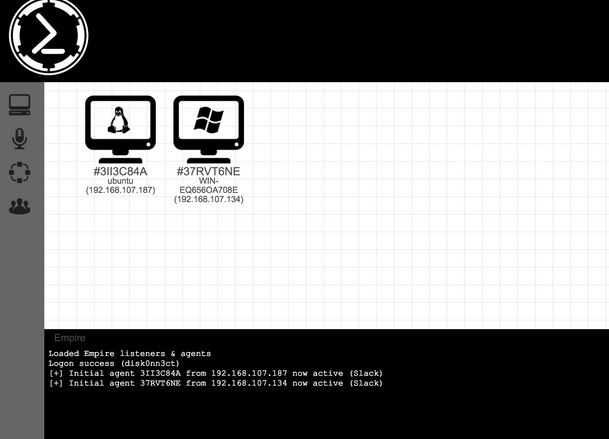 #3II3C84A
ubuntu
(192.168.107.187)
#37RVT6NE
WIN-
EQ656OA708E
(192.168.107.134)
Empire
Loaded Empire listeners & agents
Logon success (disk0nn3ct)
[+] Initial agent 3II3C84A from 192.168.107.187 now active (Slack)
[+] Initial agent 37RVT6NE from 192.168.107.134 now active (Slack)